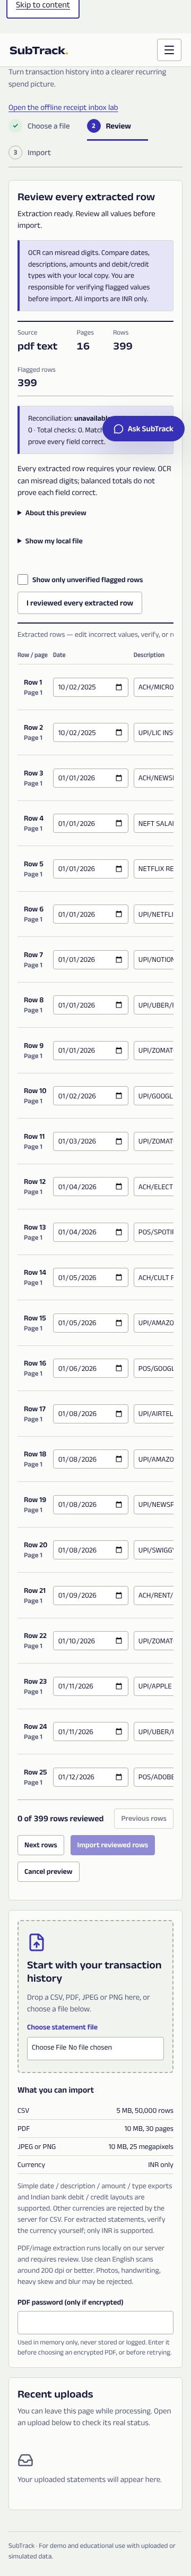 Skip to content
SubTrack.
Turn transaction history into a clearer recurring
spend picture.
Open the offline receipt inbox lab
Choose a file
2 Review
3 Import
Review every extracted row
Extraction ready. Review all values before
import.
OCR can misread digits. Compare dates,
descriptions, amounts and debit/credit
types with your local copy. You are
responsible for verifying flagged values
before import. All imports are INR only.
Source Pages Rows
pdf text 16 399
Flagged rows
399
Reconciliation: unavailable
0 · Total checks: 0.
prove every field correct.
Ask SubTrack
Every extracted row requires your review. OCR
can misread digits; balanced totals do not
prove each field correct.
About this preview
Show my local file
Show only unverified flagged rows
I reviewed every extracted row
Extracted rows — edit incorrect values, verify, or
Row / page Date Description
Row 1 10/02/2025 ACH/MICRO
Page 1
Row 2 10/02/2025 UPI/LIC INS
Page 1
Row 3 01/01/2026 ACH/NEWS
Page 1
Row 4 01/01/2026 NEFT SALA
Page 1
Row 5 01/01/2026 NETFLIX RE
Page 1
Row 6 01/01/2026 UPI/NETFLI
Page 1
Row 7 01/01/2026 UPI/NOTION
Page 1
Row 8 01/01/2026 UPI/UBER/
Page 1
Row 9 01/01/2026 UPI/ZOMAT
Page 1
Row 10 01/02/2026 UPI/GOOGL
Page 1
Row 11 01/03/2026 UPI/ZOMAT
Page 1
Row 12 01/04/2026 ACH/ELECT
Page 1
Row 13 01/04/2026 POS/SPOTI
Page 1
Row 14 01/05/2026 ACH/CULT F
Page 1
Row 15 01/05/2026 UPI/AMAZO
Page 1
Row 16 01/06/2026 POS/GOOGL
Page 1
Row 17 01/08/2026 UPI/AIRTEL
Page 1
Row 18 01/08/2026 UPI/AMAZO
Page 1
Row 19 01/08/2026 UPI/NEWSP
Page 1
Row 20 01/08/2026 UPI/SWIGG
Page 1
Row 21 01/09/2026 ACH/RENT/
Page 1
Row 22 01/10/2026 UPI/ZOMAT
Page 1
Row 23 01/11/2026 UPI/APPLE
Page 1
Row 24 01/11/2026 UPI/UBER/
Page 1
Row 25 01/12/2026 POS/ADOBE
Page 1
0 of 399 rows reviewed Previous rows
Next rows Import reviewed rows
Cancel preview
Start with your transaction
history
Drop a CSV, PDF, JPEG or PNG here, or
choose a file below.
Choose statement file
Choose File No file chosen
What you can import
CSV 5 MB, 50,000 rows
PDF 10 MB, 30 pages
JPEG or PNG 10 MB, 25 megapixels
Currency INR only
Simple date / description / amount / type exports
and Indian bank debit / credit layouts are
supported. Other currencies are rejected by the
server for CSV. For extracted statements, verify
the currency yourself; only INR is supported.
PDF/image extraction runs locally on our server
and requires review. Use clean English scans
around 200 dpi or better. Photos, handwriting,
heavy skew and blur may be rejected.
PDF password (only if encrypted)
Used in memory only, never stored or logged. Enter it
before choosing an encrypted PDF, or before retrying.
Recent uploads
You can leave this page while processing. Open
an upload below to check its real status.
Your uploaded statements will appear here.
SubTrack · For demo and educational use with uploaded or
simulated data.